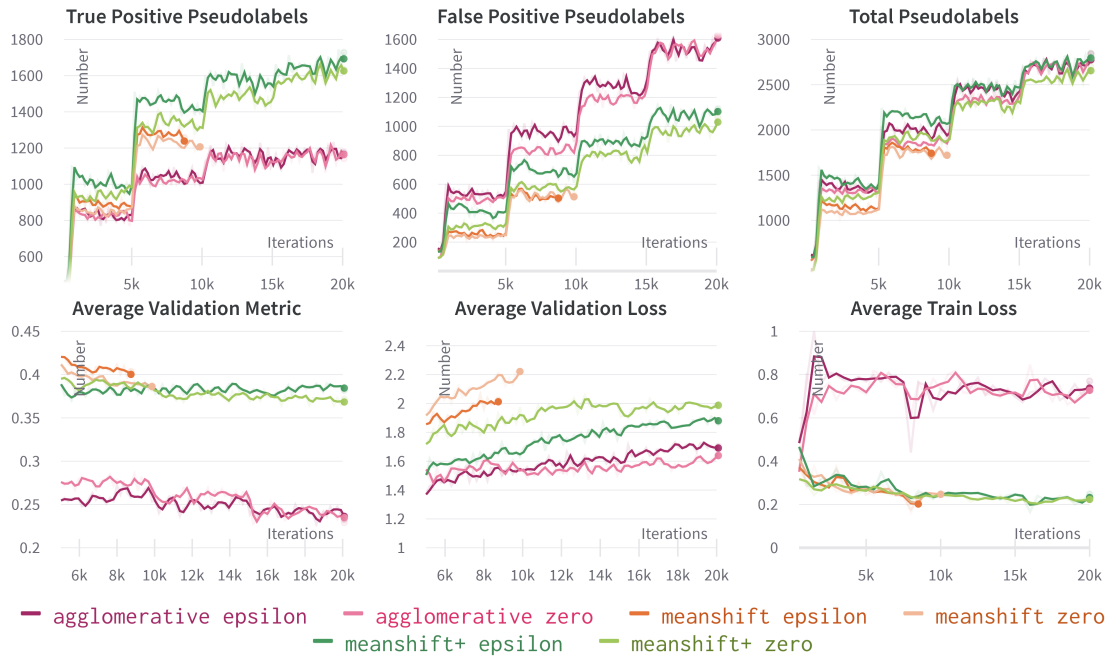 True Positive Pseudolabels
False Positive Pseudolabels
Total Pseudolabels
1800
1600
1400
1200
1000
800
600
Number
Iterations
5k 10k 15k 20k
1600
1400
1200
1000
800
600
400
200
Number
Iterations
5k 10k 15k 20k
3000
2500
2000
1500
1000
Number
Iterations
5k 10k 15k 20k
Average Validation Metric
Average Validation Loss
Average Train Loss
0.45
0.4
0.35
0.3
0.25
0.2
Number
Iterations
6k 8k 10k 12k 14k 16k 18k 20k
2.4
2.2
2
1.8
1.6
1.4
1.2
1
Number
Iterations
6k 8k 10k 12k 14k 16k 18k 20k
1
0.8
0.6
0.4
0.2
0
Number
Iterations
5k 10k 15k 20k
agglomerative epsilon agglomerative zero meanshift epsilon meanshift zero
meanshift+ epsilon meanshift+ zero